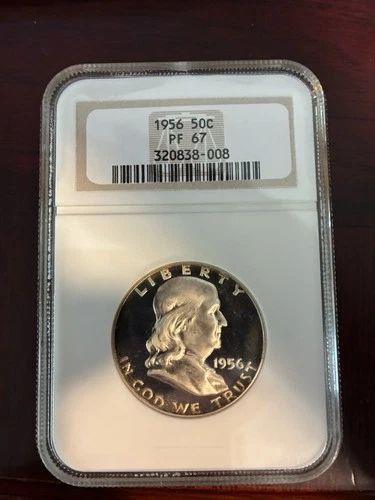 1956 50C
PF 67
320838-008
LIBERTY
1956
IN GOD WE TRUST